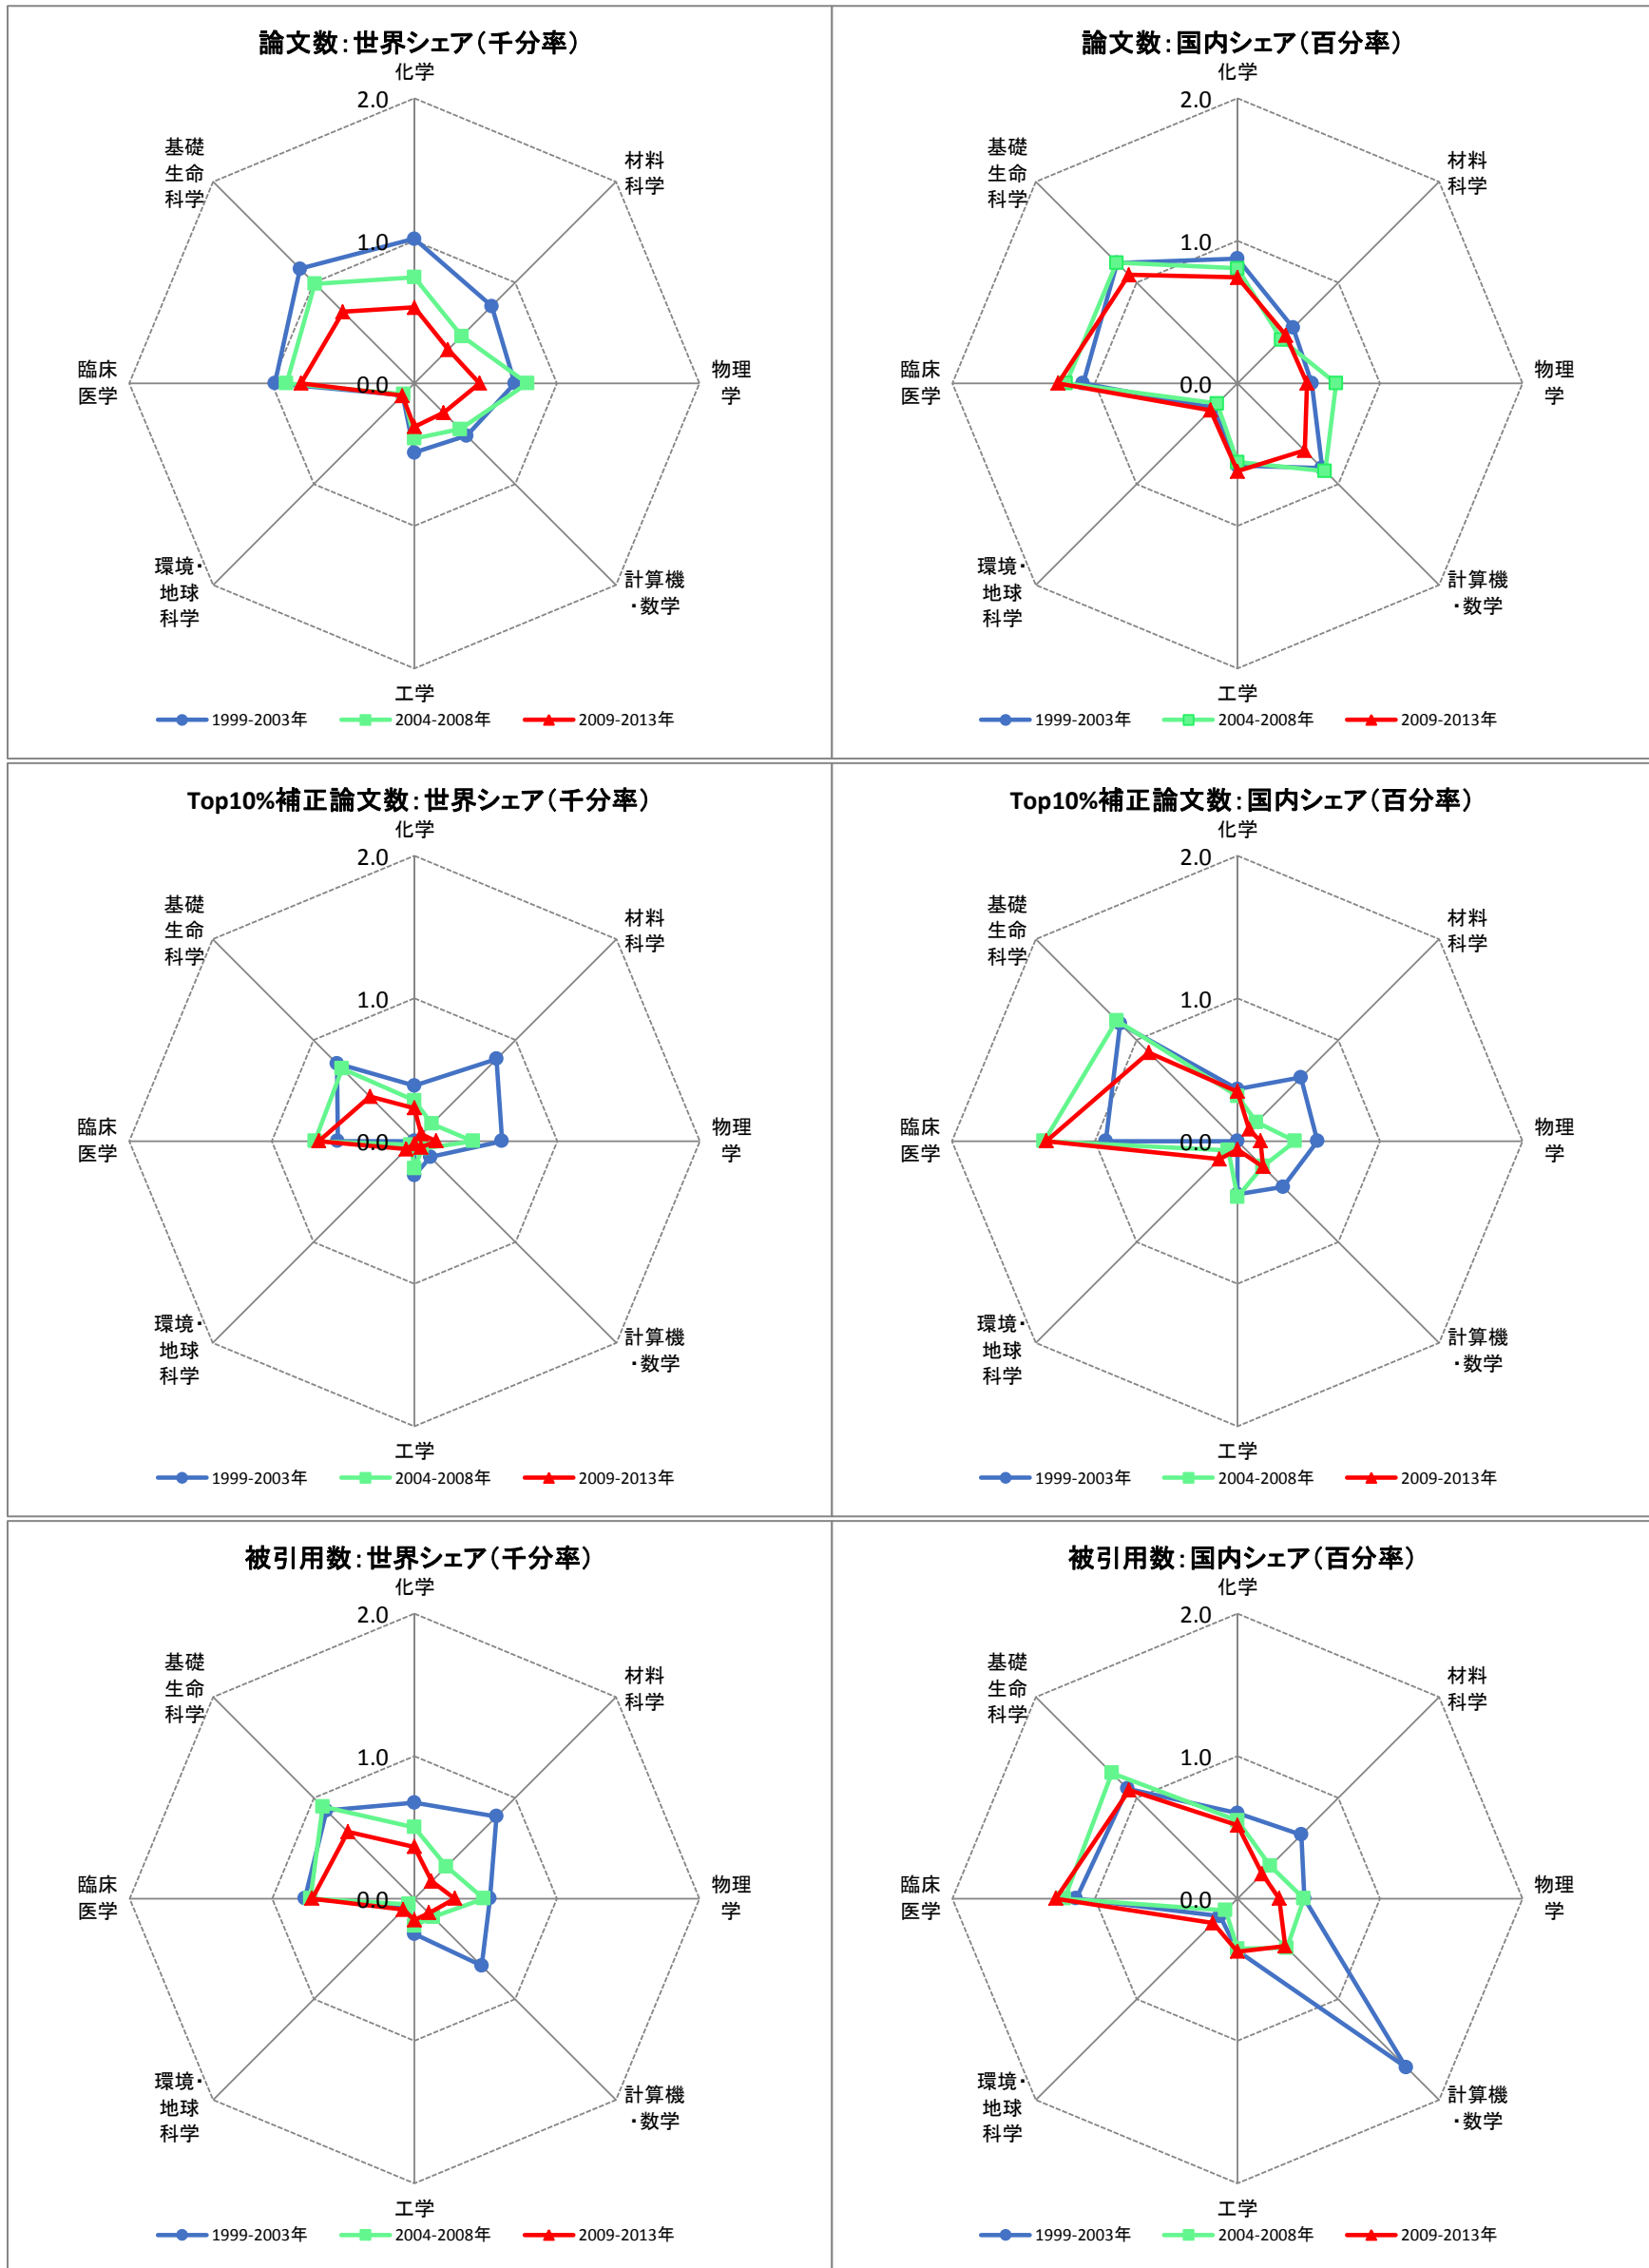 論文数：世界シェア（千分率）
化学
2.0
基礎
生命
科学
材料
科学
1.0
臨床
医学
0.0
物理
学
環境・
地球
科学
計算機
・数学
工学
1999-2003年 2004-2008年 2009-2013年
論文数：国内シェア（百分率）
化学
2.0
基礎
生命
科学
材料
科学
1.0
臨床
医学
0.0
物理
学
環境・
地球
科学
計算機
・数学
工学
1999-2003年 2004-2008年 2009-2013年
Top10%補正論文数：世界シェア（千分率）
化学
2.0
基礎
生命
科学
材料
科学
1.0
臨床
医学
0.0
物理
学
環境・
地球
科学
計算機
・数学
工学
1999-2003年 2004-2008年 2009-2013年
Top10%補正論文数：国内シェア（百分率）
化学
2.0
基礎
生命
科学
材料
科学
1.0
臨床
医学
0.0
物理
学
環境・
地球
科学
計算機
・数学
工学
1999-2003年 2004-2008年 2009-2013年
被引用数：世界シェア（千分率）
化学
2.0
基礎
生命
科学
材料
科学
1.0
臨床
医学
0.0
物理
学
環境・
地球
科学
計算機
・数学
工学
1999-2003年 2004-2008年 2009-2013年
被引用数：国内シェア（百分率）
化学
2.0
基礎
生命
科学
材料
科学
1.0
臨床
医学
0.0
物理
学
環境・
地球
科学
計算機
・数学
工学
1999-2003年 2004-2008年 2009-2013年